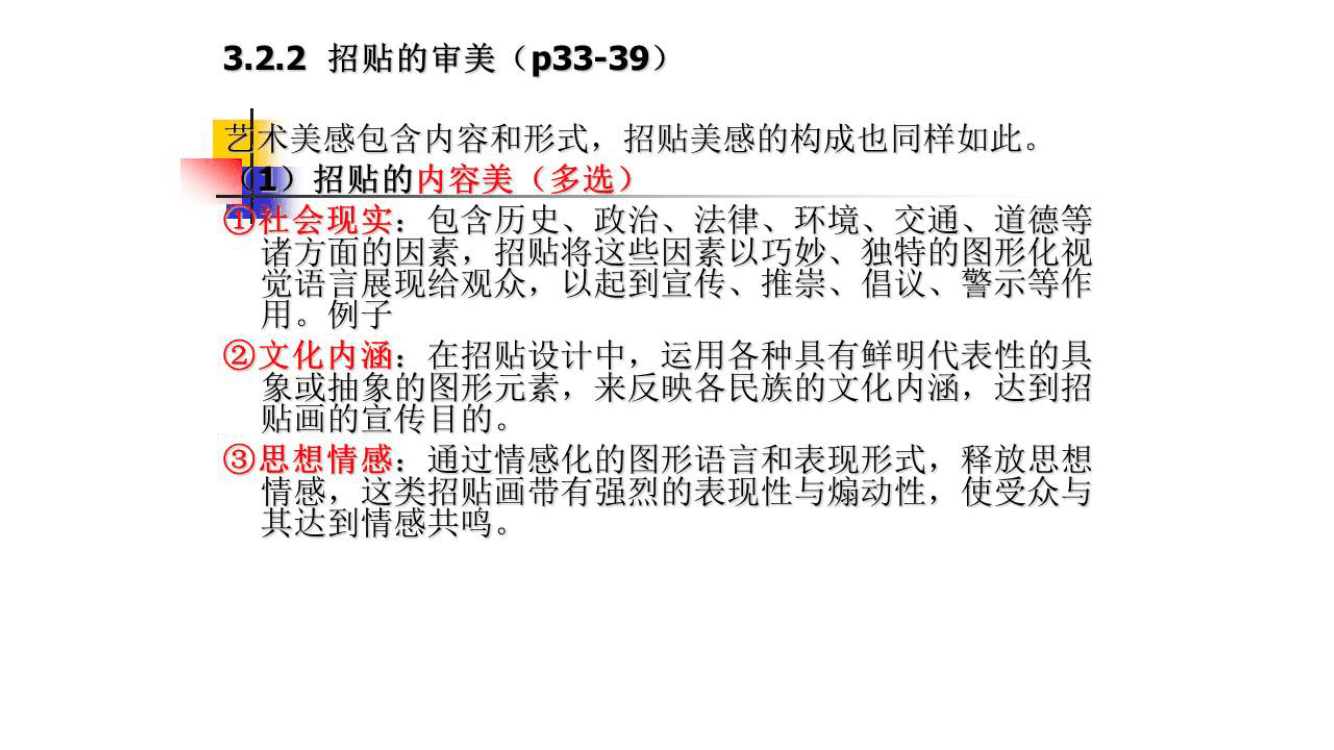 3.2.2 招贴的审美（p33-39）
艺术美感包含内容和形式，招贴美感的构成也同样如此。
（1）招贴的内容美（多选）
①社会现实：包含历史、政治、法律、环境、交通、道德等
诸方面的因素，招贴将这些因素以巧妙、独特的图形化视
觉语言展现给观众，以起到宣传、推崇、倡议、警示等作
用。例子
②文化内涵：在招贴设计中，运用各种具有鲜明代表性的具
象或抽象的图形元素，来反映各民族的文化内涵，达到招
贴画的宣传目的。
③思想情感：通过情感化的图形语言和表现形式，释放思想
情感，这类招贴画带有强烈的表现性与煽动性，使受众与
其达到情感共鸣。